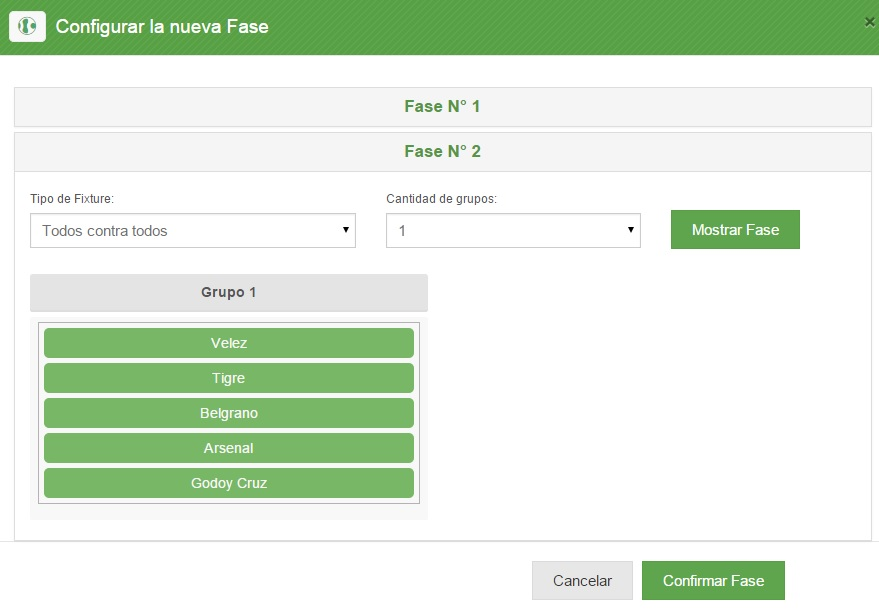 Configurar la nueva Fase
×
Fase N° 1
Fase N° 2
Tipo de Fixture:
Cantidad de grupos:
Todos contra todos
1
Mostrar Fase
Grupo 1
Velez
Tigre
Belgrano
Arsenal
Godoy Cruz
Cancelar
Confirmar Fase